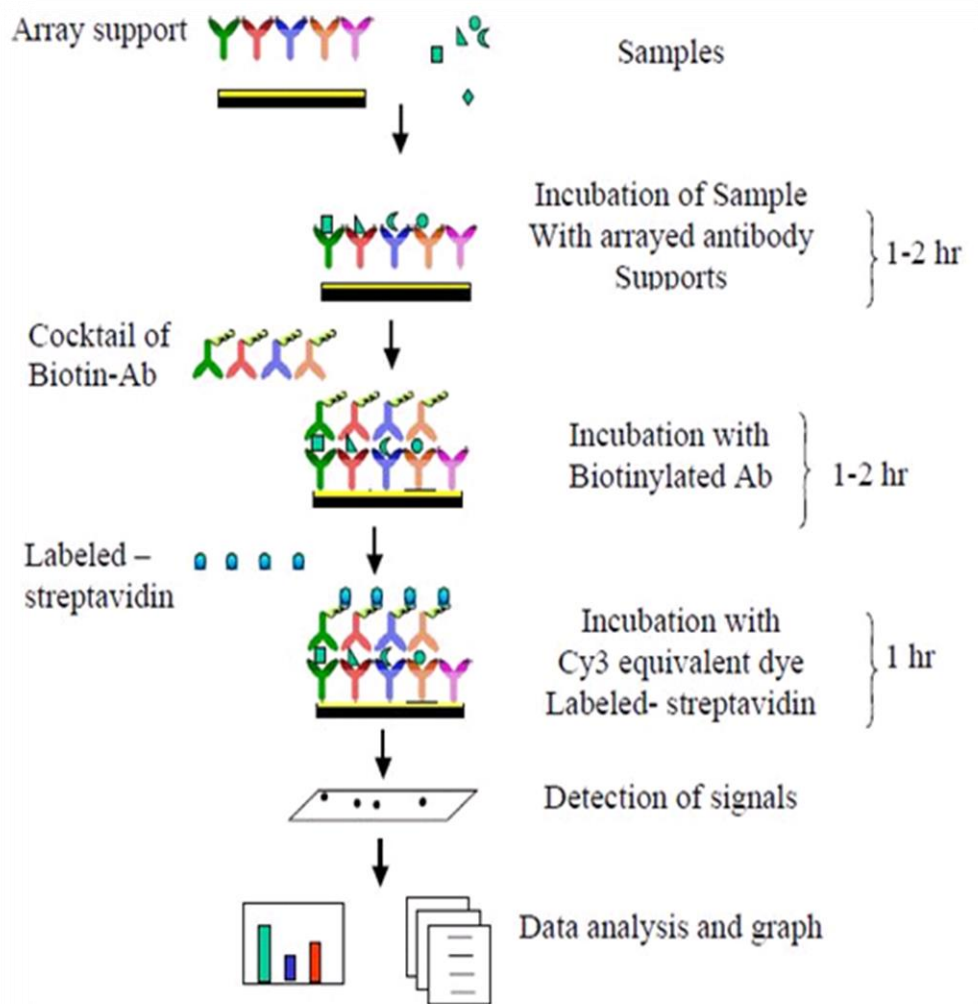 Array support
Samples
Incubation of Sample
With arrayed antibody
Supports
1-2 hr
Cocktail of
Biotin-Ab
Incubation with
Biotinylated Ab
1-2 hr
Labeled –
streptavidin
Incubation with
Cy3 equivalent dye
Labeled- streptavidin
1 hr
Detection of signals
Data analysis and graph